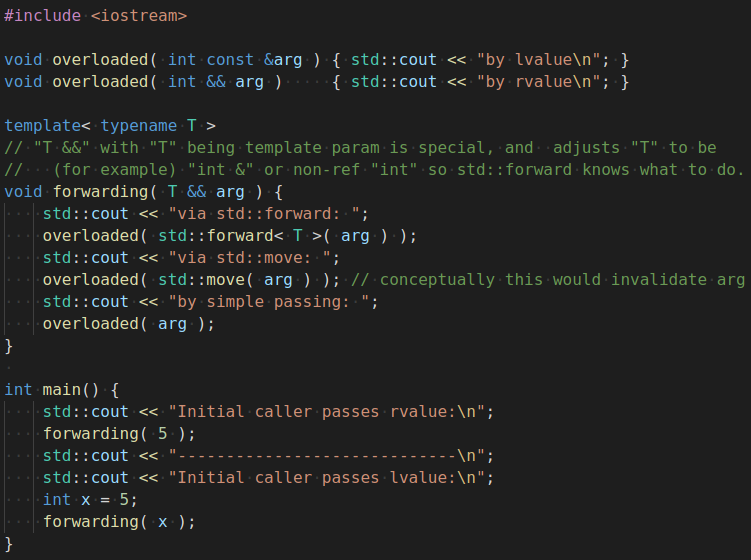 #include <iostream>

void overloaded( int const &arg ) { std::cout << "by lvalue\n"; }
void overloaded( int && arg )     { std::cout << "by rvalue\n"; }

template< typename T >
// "T &&" with "T" being template param is special, and  adjusts "T" to be
//   (for example) "int &" or non-ref "int" so std::forward knows what to do.
void forwarding( T && arg ) {
    std::cout << "via std::forward: ";
    overloaded( std::forward< T >( arg ) );
    std::cout << "via std::move: ";
    overloaded( std::move( arg ) ); // conceptually this would invalidate arg
    std::cout << "by simple passing: ";
    overloaded( arg );
}

int main() {
    std::cout << "Initial caller passes rvalue:\n";
    forwarding( 5 );
    std::cout << "-----------------------------\n";
    std::cout << "Initial caller passes lvalue:\n";
    int x = 5;
    forwarding( x );
}